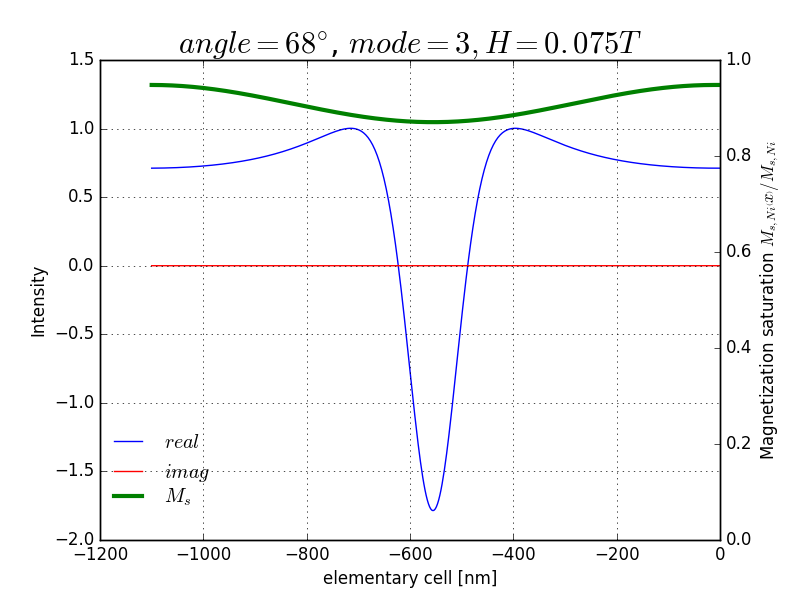 angle = 68°, mode = 3, H = 0.075T
1.5
1.0
0.5
0.0
−0.5
−1.0
−1.5
−2.0
Intensity
1.0
0.8
0.6
0.4
0.2
0.0
Magnetization saturation M_{s,Ni}(x)/M_{s,Ni}
real
imag
M_s
−1200 −1000 −800 −600 −400 −200 0
elementary cell [nm]